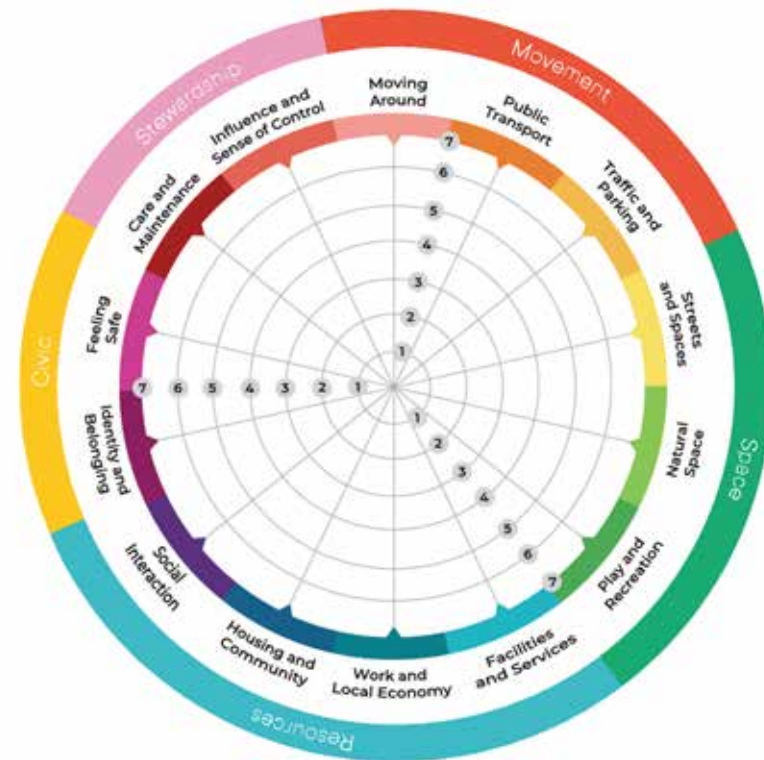 Movement
Space
Resources
Civic
Stewardship
Moving
Around
Public
Transport
Traffic and
Parking
Streets
and Spaces
Natural
Space
Play and
Recreation
Facilities
and Services
Work and
Local Economy
Housing and
Community
Social
Interaction
Identity and
Belonging
Feeling
Safe
Care and
Maintenance
Influence and
Sense of Control
7
6
5
4
3
2
1
7 6 5 4 3 2 1
1
2
3
4
5
6
7